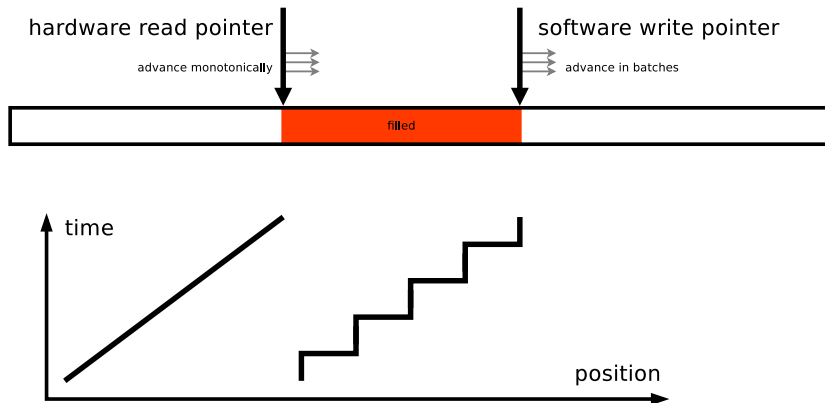 hardware read pointer
software write pointer
advance monotonically
advance in batches
filled
time
position